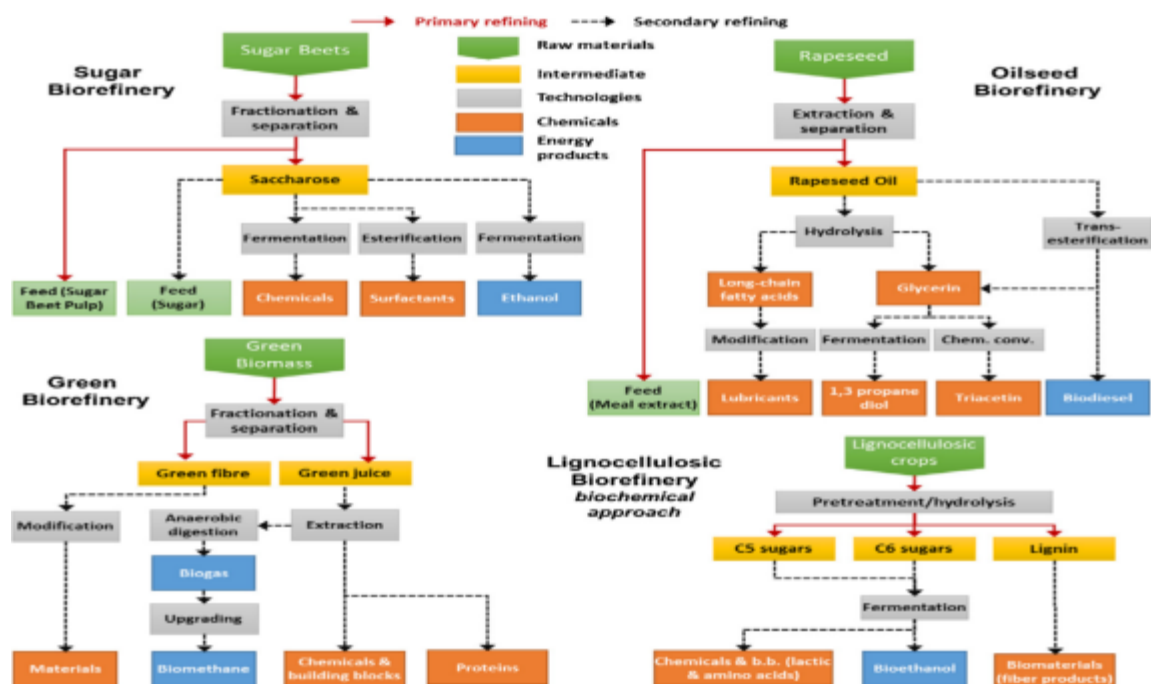 Primary refining
Secondary refining
Sugar Beets
Raw materials
Intermediate
Technologies
Chemicals
Energy
products
Sugar
Biorefinery
Fractionation &
separation
Saccharose
Fermentation
Esterification
Fermentation
Feed (Sugar
Beet Pulp)
Feed
(Sugar)
Chemicals
Surfactants
Ethanol
Rapeseed
Oilseed
Biorefinery
Extraction &
separation
Rapeseed Oil
Hydrolysis
Trans-
esterification
Long-chain
fatty acids
Glycerin
Modification
Fermentation
Chem. conv.
Feed
(Meal extract)
Lubricants
1,3 propane
diol
Triacetin
Biodiesel
Green
Biomass
Green
Biorefinery
Fractionation &
separation
Green fibre
Green juice
Modification
Anaerobic
digestion
Extraction
Biogas
Upgrading
Materials
Biomethane
Chemicals &
building blocks
Proteins
Lignocellulosic
crops
Lignocellulosic
Biorefinery
biochemical
approach
Pretreatment/hydrolysis
C5 sugars
C6 sugars
Lignin
Fermentation
Chemicals & b.b. (lactic
& amino acids)
Bioethanol
Biomaterials
(fiber products)